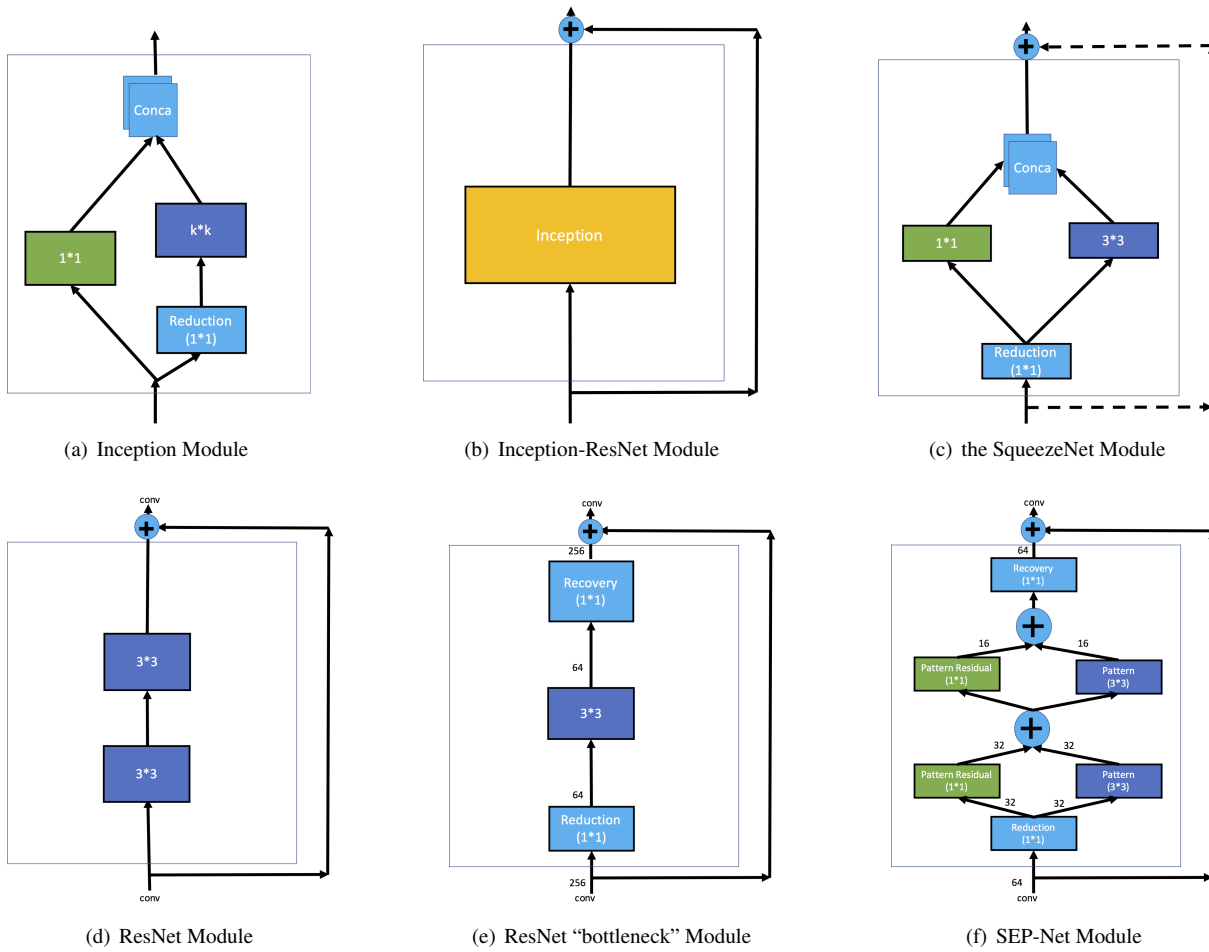 Conca
k*k
1*1
Reduction
(1*1)
(a) Inception Module
+
Inception
(b) Inception-ResNet Module
+
Conca
1*1
3*3
Reduction
(1*1)
(c) the SqueezeNet Module
conv
+
3*3
3*3
conv
(d) ResNet Module
conv
+
256
Recovery
(1*1)
64
3*3
64
Reduction
(1*1)
256
conv
(e) ResNet “bottleneck” Module
conv
+
64
Recovery
(1*1)
+
16 16
Pattern Residual
(1*1)
Pattern
(3*3)
+
32 32
Pattern Residual
(1*1)
Pattern
(3*3)
32 32
Reduction
(1*1)
64
conv
(f) SEP-Net Module